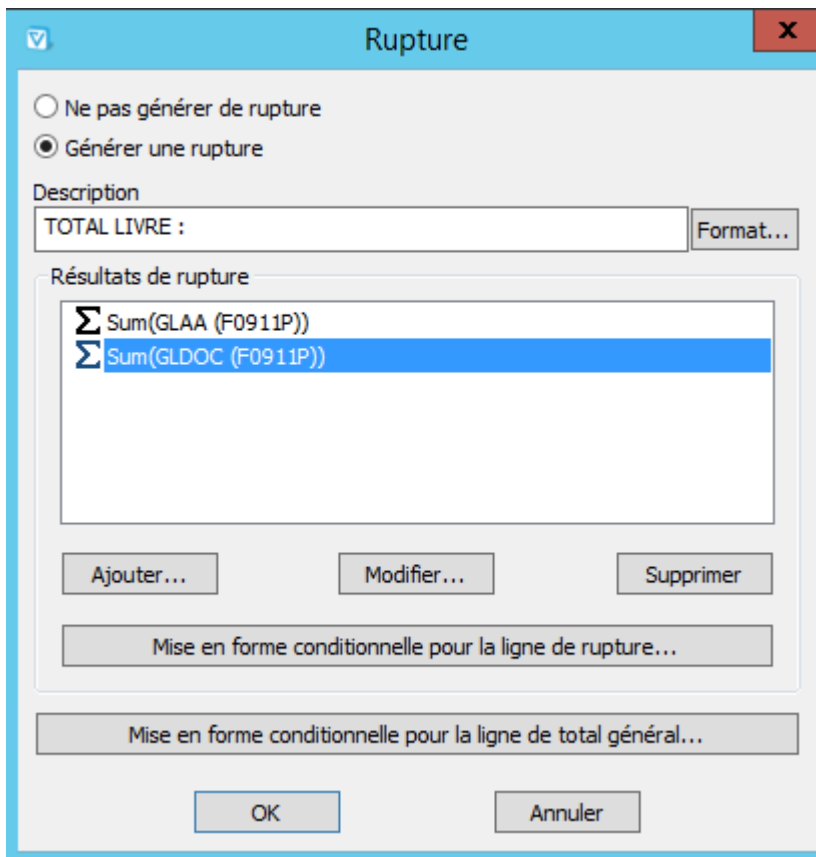 Rupture
x
Ne pas générer de rupture
Générer une rupture
Description
TOTAL LIVRE :
Format...
Résultats de rupture
Σ Sum(GLAA (F0911P))
Σ Sum(GLDOC (F0911P))
Ajouter... Modifier... Supprimer
Mise en forme conditionnelle pour la ligne de rupture...
Mise en forme conditionnelle pour la ligne de total général...
OK Annuler